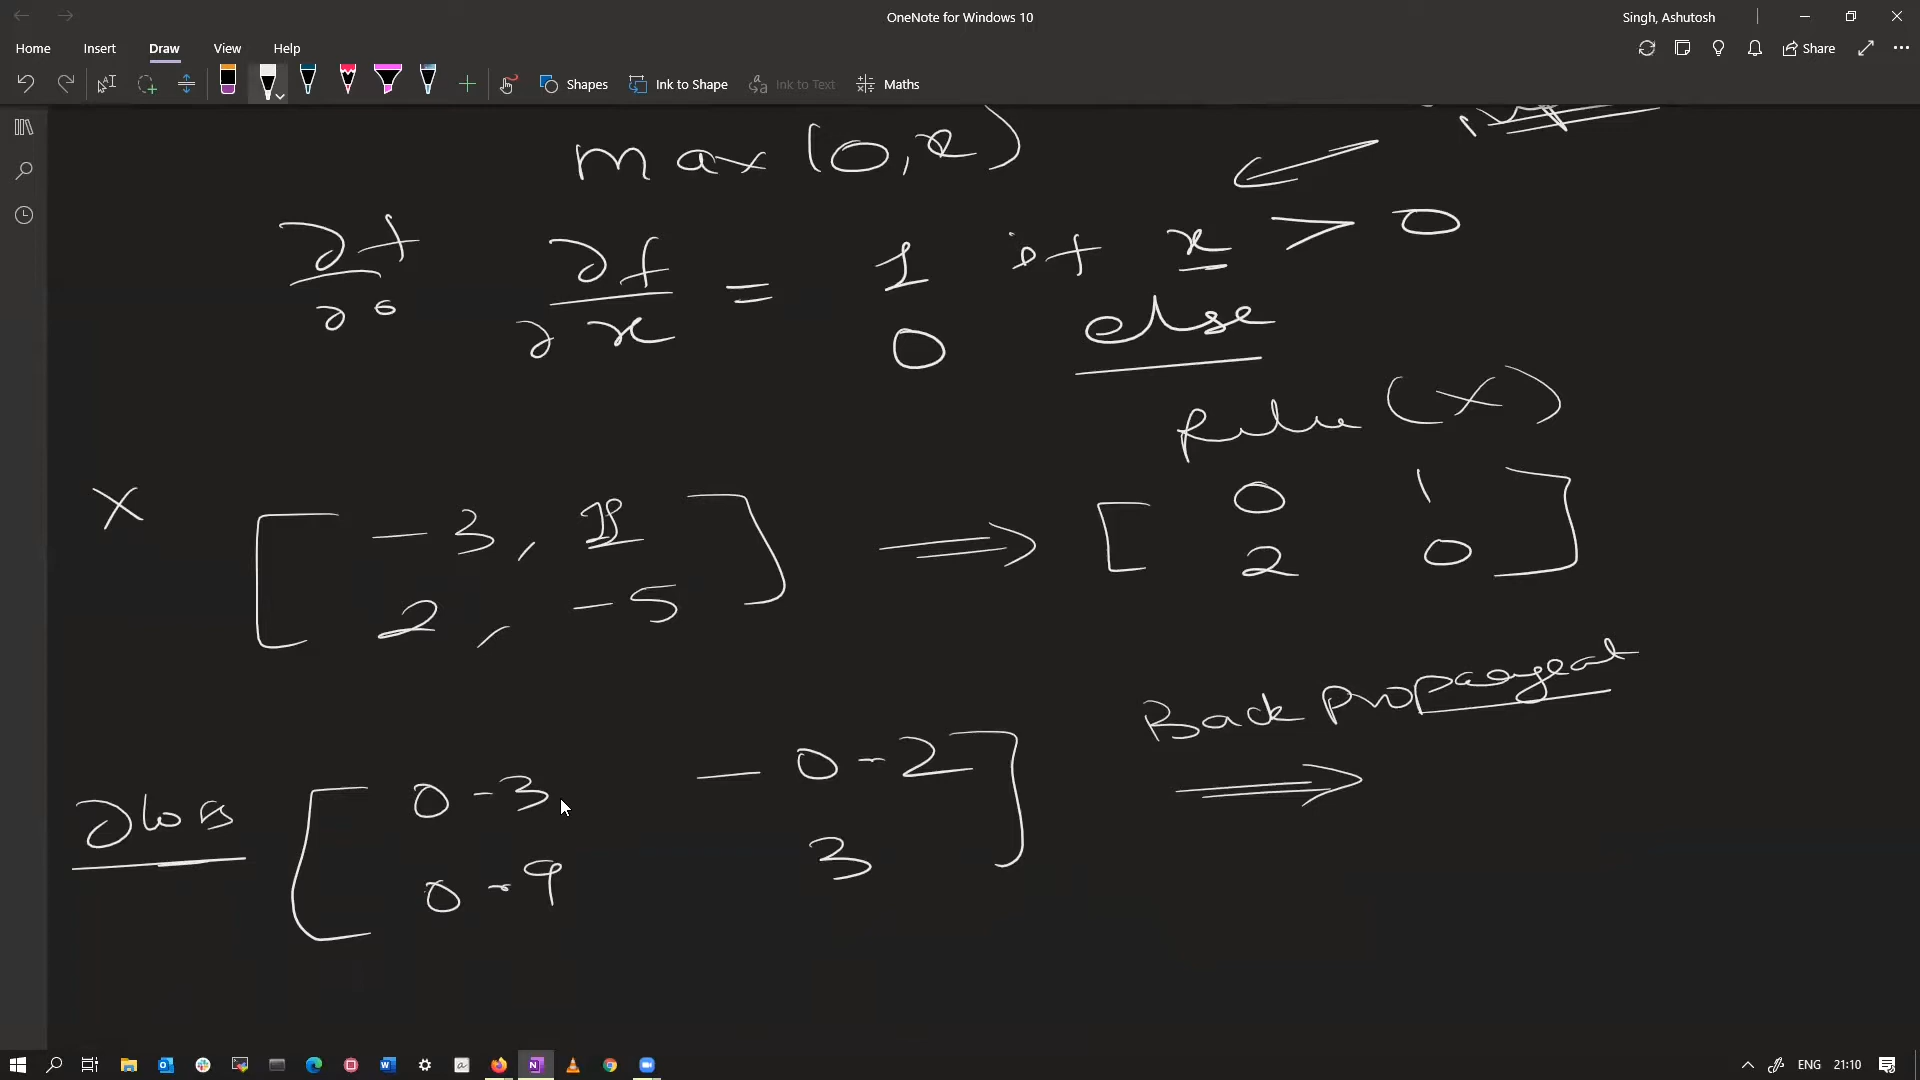 OneNote for Windows 10
Singh, Ashutosh
Home Insert Draw View Help
Share
Shapes
Ink to Shape
Ink to Text
Maths
max (0, x)
∂f
∂0
∂f
∂x
= 1 if x > 0
0 else
relu (X)
X
[ -3, 1
2, -5 ]
⇒
[ 0 1
2 0 ]
Back propagat
⇒
∂loss
[ 0-3 -0-2
0-9 3 ]
ENG
21:10